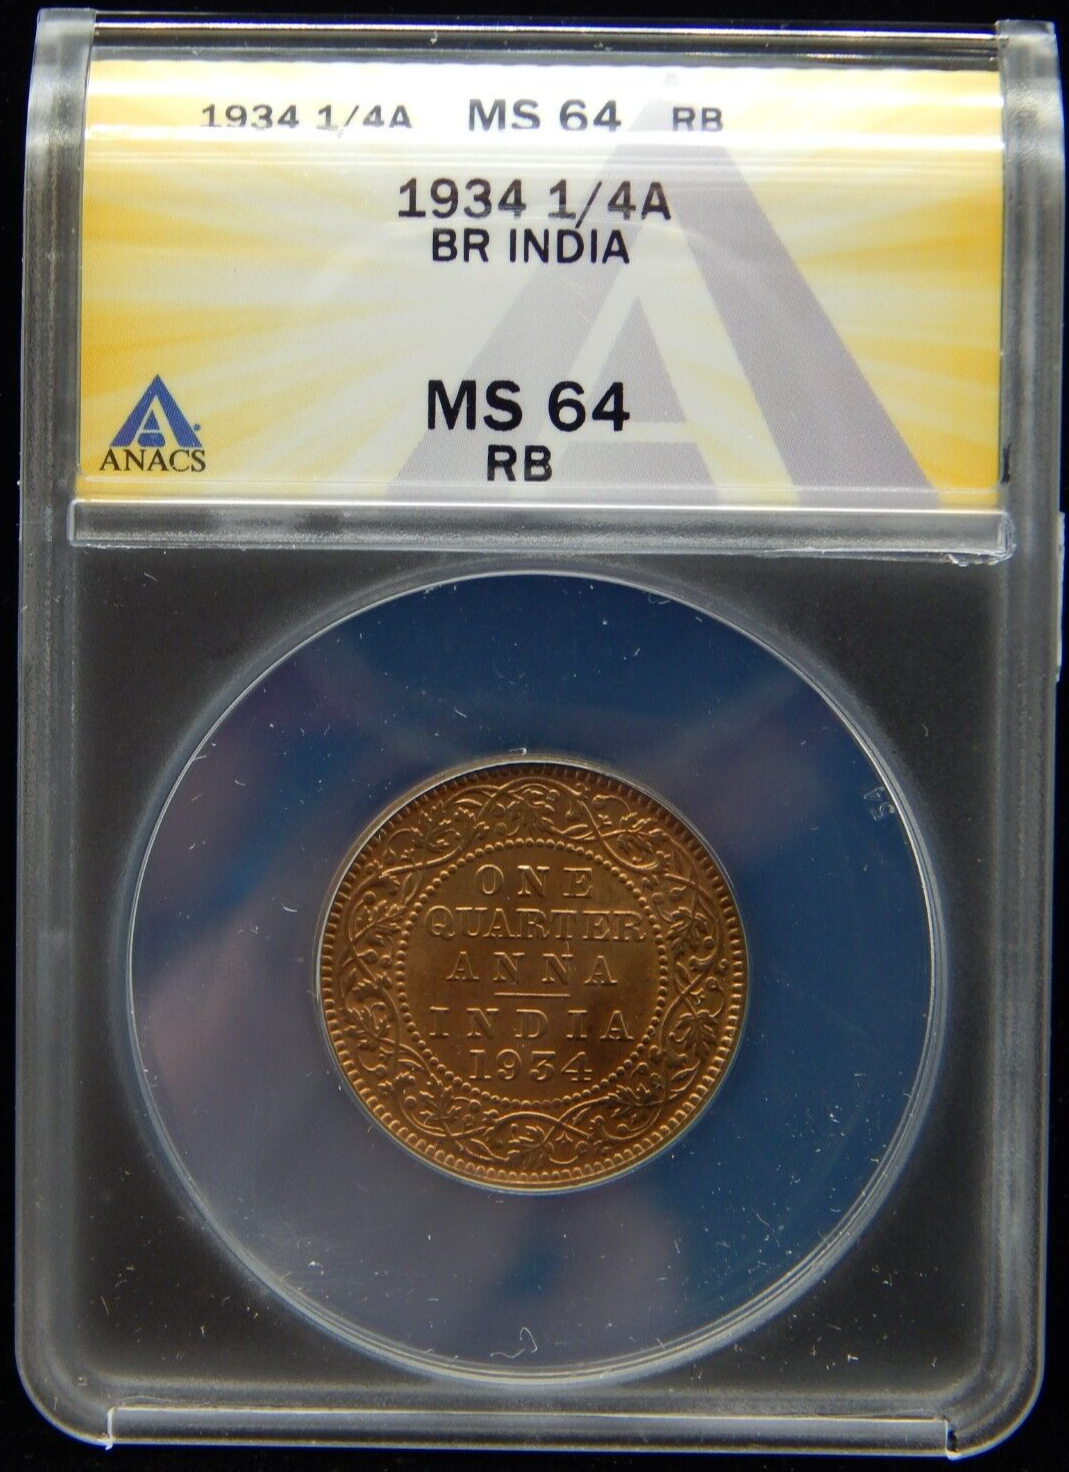 1934 1/4A MS 64 RB
1934 1/4A
BR INDIA
MS 64
RB
ANACS
ONE
QUARTER
ANNA
INDIA
1934